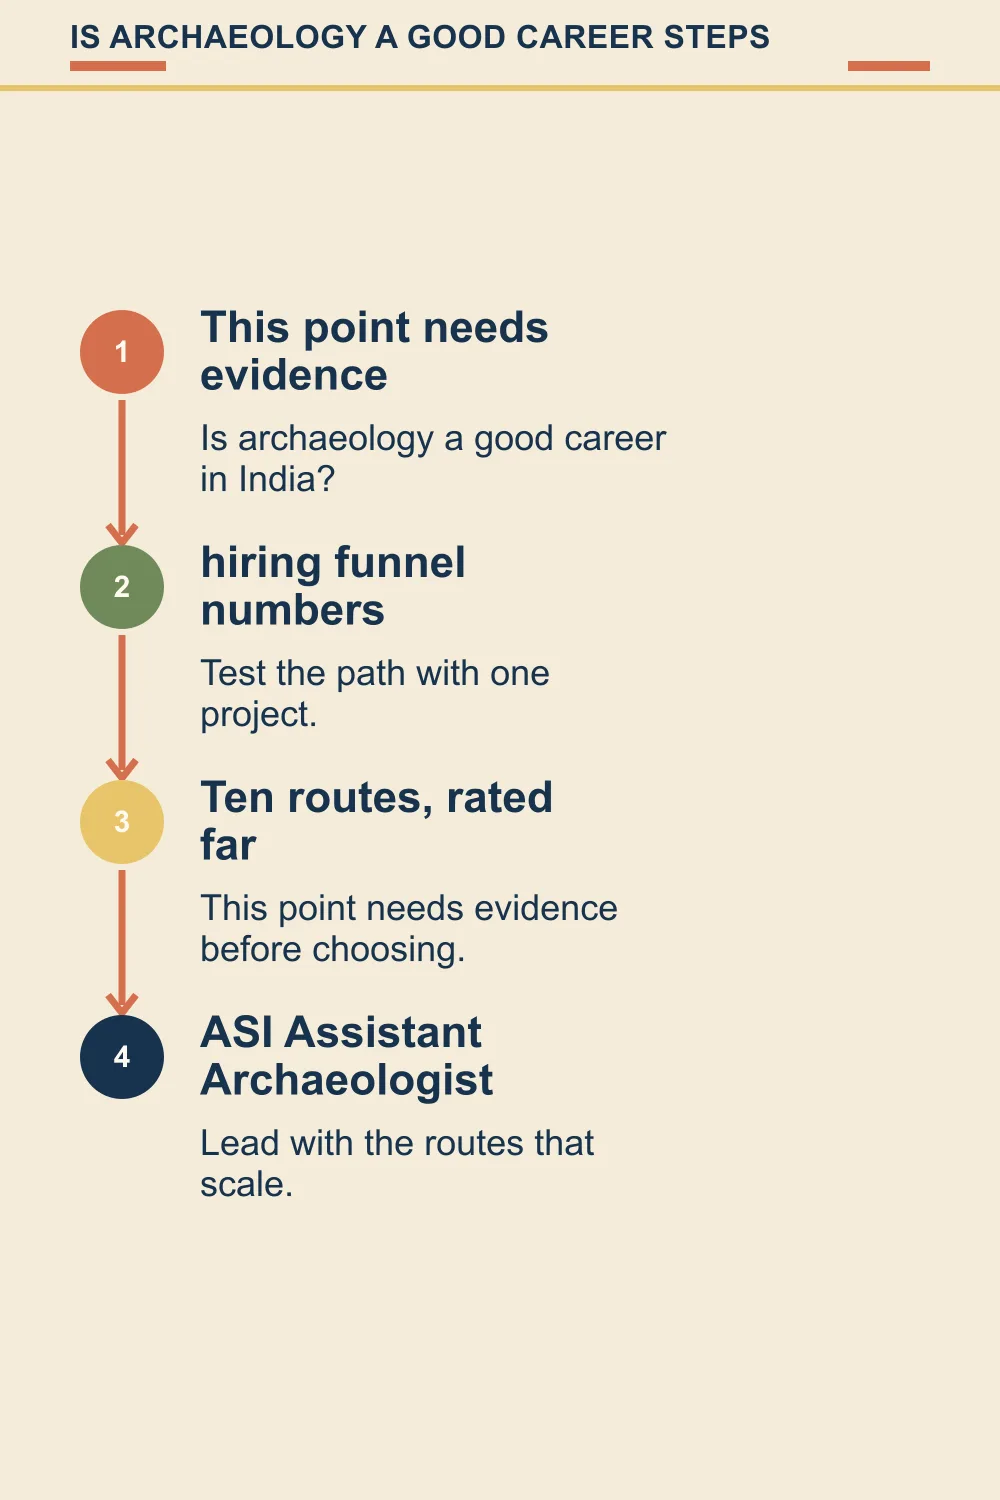 IS ARCHAEOLOGY A GOOD CAREER STEPS
1
This point needs
evidence
Is archaeology a good career
in India?
2
hiring funnel
numbers
Test the path with one
project.
3
Ten routes, rated
far
This point needs evidence
before choosing.
4
ASI Assistant
Archaeologist
Lead with the routes that
scale.